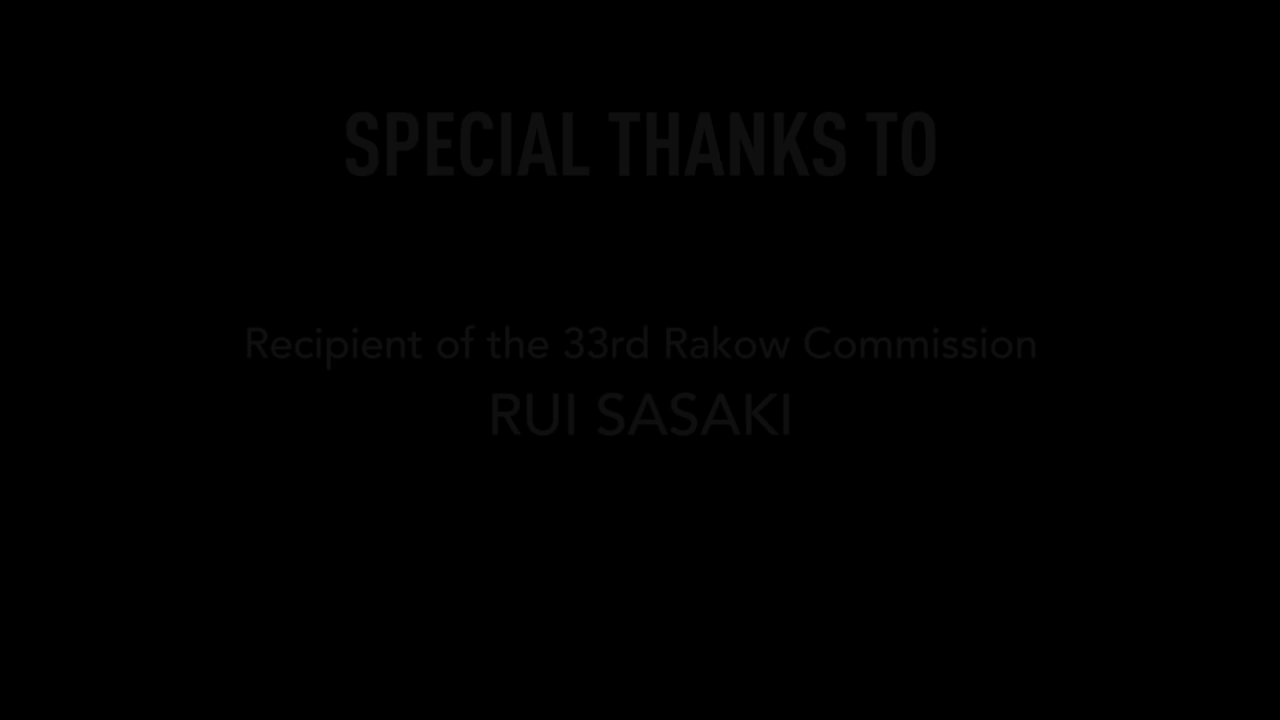 SPECIAL THANKS TO
Recipient of the 33rd Rakow Commission
RUI SASAKI